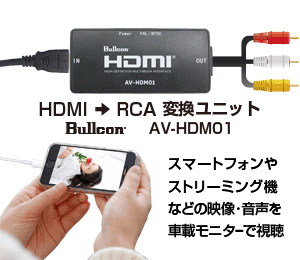 Power PAL / NTSC
Bullcon
IN HDMI OUT
HIGH-DEFINITION MULTIMEDIA INTERFACE
AV-HDM01
HDMI ➔ RCA 変換ユニット
Bullcon AV-HDM01
スマートフォンや
ストリーミング機
などの映像・音声を
車載モニターで視聴